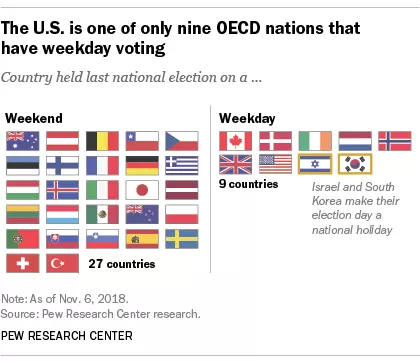 The U.S. is one of only nine OECD nations that
have weekday voting
Country held last national election on a ...
Weekend
Weekday
9 countries
Israel and South
Korea make their
election day a
national holiday
27 countries
Note: As of Nov. 6, 2018.
Source: Pew Research Center research.
PEW RESEARCH CENTER